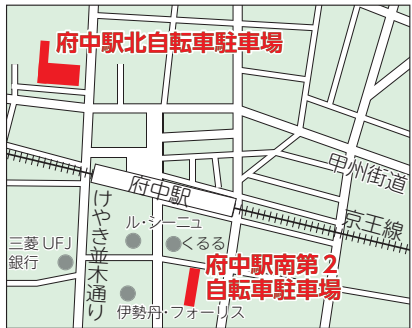 府中駅北自転車駐車場
甲州街道
府中駅
京王線
けやき並木通り
ル・シーニュ
くるる
三菱UFJ
銀行
府中駅南第2
自転車駐車場
伊勢丹・フォーリス